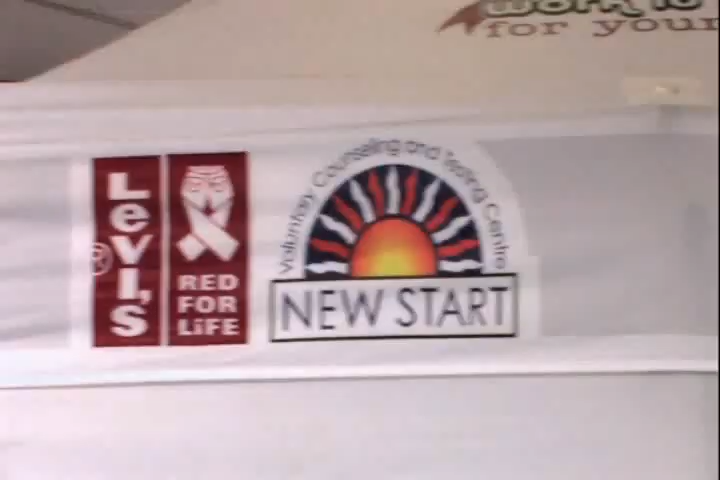 for your
Levi's
®
RED
FOR
LiFE
Voluntary Counseling and Testing Centre
NEW START